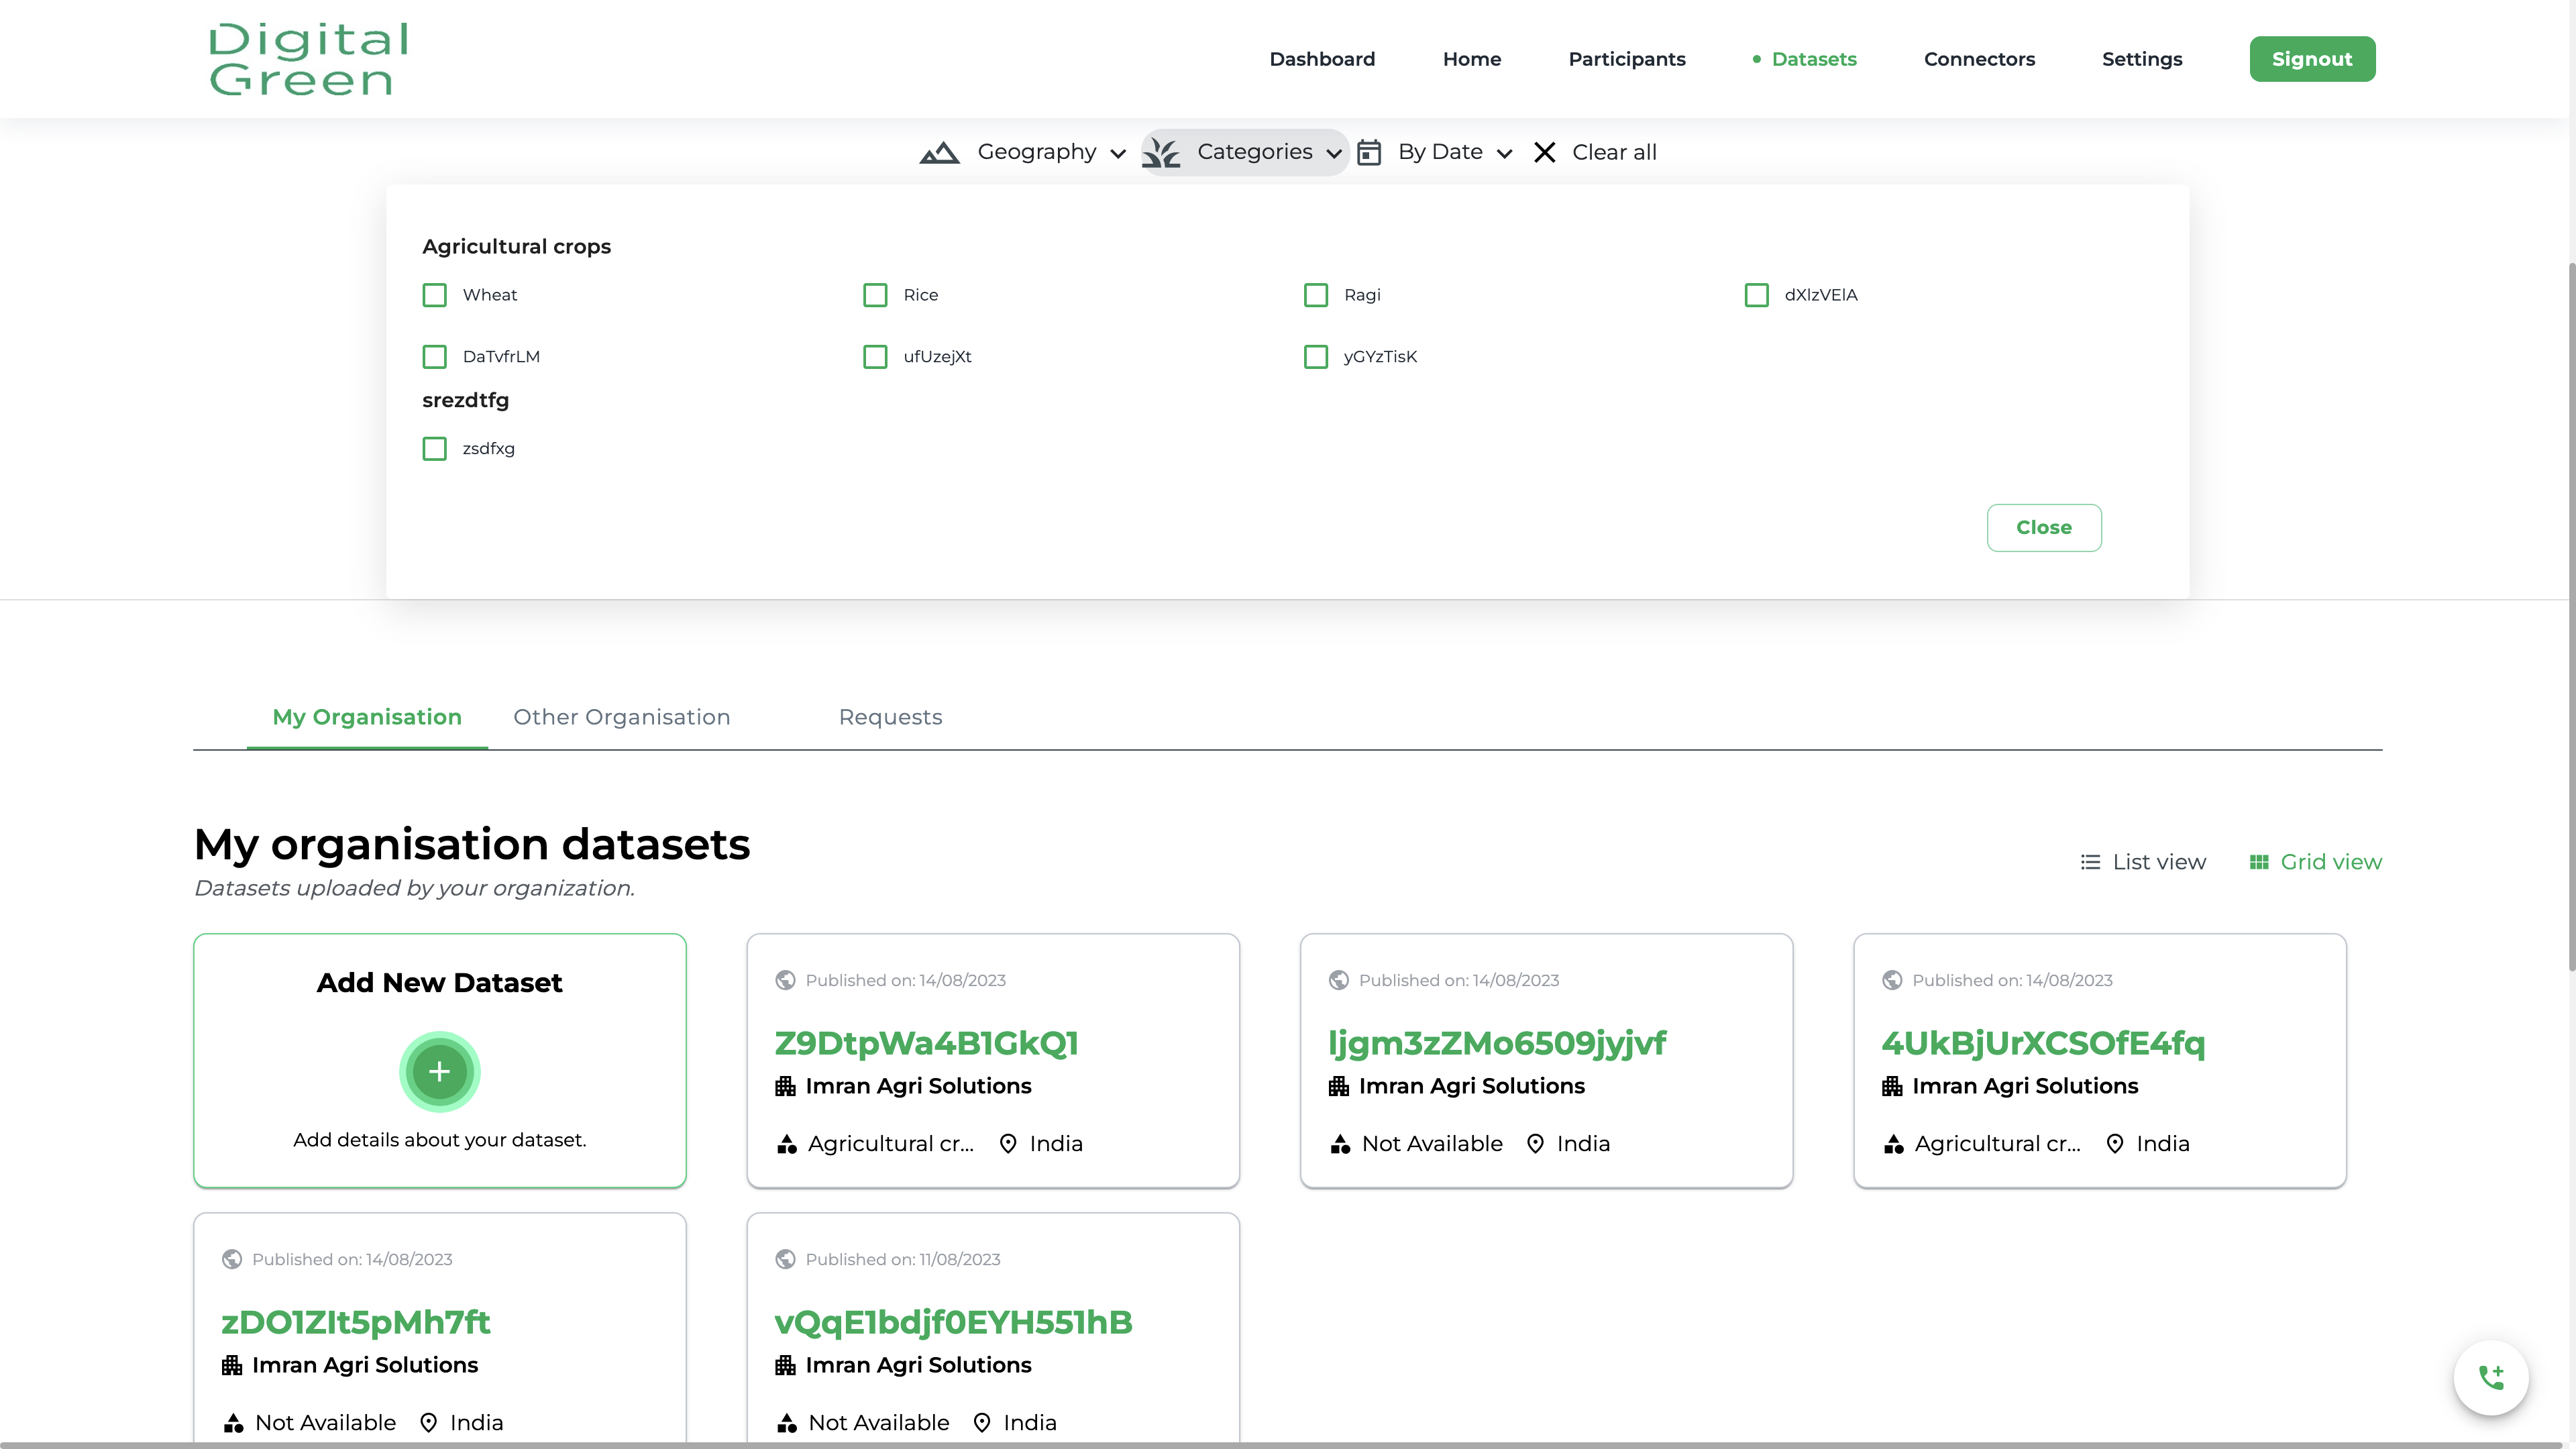 Digital
Green
Dashboard Home Participants Datasets Connectors Settings Signout
Geography Categories By Date Clear all
Agricultural crops
Wheat Rice Ragi dXlzVElA
DaTvfrLM ufUzejXt yGYzTisK
srezdtfg
zsdfxg
Close
My Organisation Other Organisation Requests
My organisation datasets
Datasets uploaded by your organization.
List view Grid view
Add New Dataset
Add details about your dataset.
Published on: 14/08/2023
Z9DtpWa4B1GkQ1
Imran Agri Solutions
Agricultural cr... India
Published on: 14/08/2023
ljgm3zZMo6509jyjvf
Imran Agri Solutions
Not Available India
Published on: 14/08/2023
4UkBjUrXCSOfE4fq
Imran Agri Solutions
Agricultural cr... India
Published on: 14/08/2023
zDO1ZIt5pMh7ft
Imran Agri Solutions
Not Available India
Published on: 11/08/2023
vQqE1bdjf0EYH551hB
Imran Agri Solutions
Not Available India